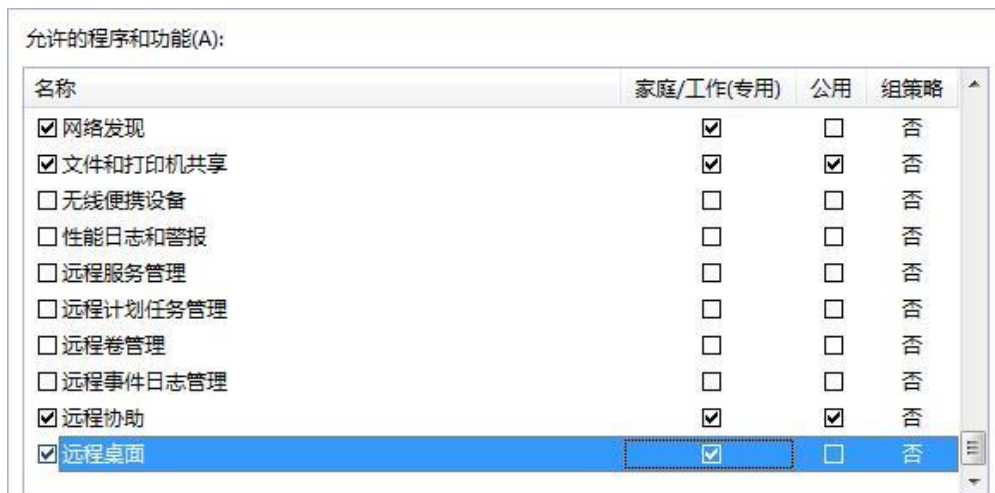 允许的程序和功能(A):
名称 家庭/工作(专用) 公用 组策略
网络发现 否
文件和打印机共享 否
无线便携设备 否
性能日志和警报 否
远程服务管理 否
远程计划任务管理 否
远程卷管理 否
远程事件日志管理 否
远程协助 否
远程桌面 否